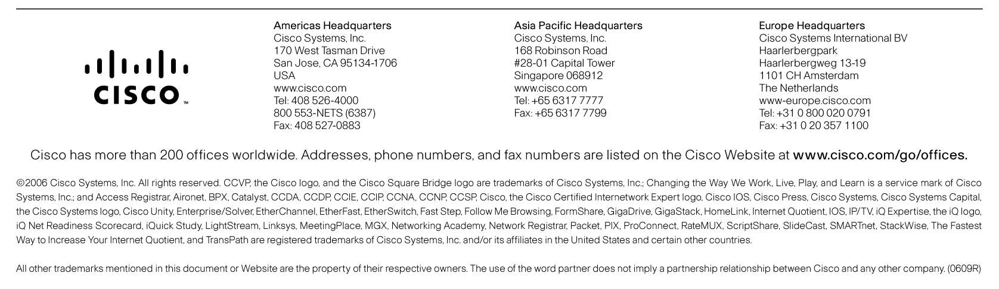 CISCO™
Americas Headquarters
Cisco Systems, Inc.
170 West Tasman Drive
San Jose, CA 95134-1706
USA
www.cisco.com
Tel: 408 526-4000
800 553-NETS (6387)
Fax: 408 527-0883
Asia Pacific Headquarters
Cisco Systems, Inc.
168 Robinson Road
#28-01 Capital Tower
Singapore 068912
www.cisco.com
Tel: +65 6317 7777
Fax: +65 6317 7799
Europe Headquarters
Cisco Systems International BV
Haarlerbergpark
Haarlerbergweg 13-19
1101 CH Amsterdam
The Netherlands
www-europe.cisco.com
Tel: +31 0 800 020 0791
Fax: +31 0 20 357 1100
Cisco has more than 200 offices worldwide. Addresses, phone numbers, and fax numbers are listed on the Cisco Website at www.cisco.com/go/offices.
©2006 Cisco Systems, Inc. All rights reserved. CCVP, the Cisco logo, and the Cisco Square Bridge logo are trademarks of Cisco Systems, Inc.; Changing the Way We Work, Live, Play, and Learn is a service mark of Cisco
Systems, Inc.; and Access Registrar, Aironet, BPX, Catalyst, CCDA, CCDP, CCIE, CCIP, CCNA, CCNP, CCSP, Cisco, the Cisco Certified Internetwork Expert logo, Cisco IOS, Cisco Press, Cisco Systems, Cisco Systems Capital,
the Cisco Systems logo, Cisco Unity, Enterprise/Solver, EtherChannel, EtherFast, EtherSwitch, Fast Step, Follow Me Browsing, FormShare, GigaDrive, GigaStack, HomeLink, Internet Quotient, IOS, IP/TV, iQ Expertise, the iQ logo,
iQ Net Readiness Scorecard, iQuick Study, LightStream, Linksys, MeetingPlace, MGX, Networking Academy, Network Registrar, Packet, PIX, ProConnect, RateMUX, ScriptShare, SlideCast, SMARTnet, StackWise, The Fastest
Way to Increase Your Internet Quotient, and TransPath are registered trademarks of Cisco Systems, Inc. and/or its affiliates in the United States and certain other countries.
All other trademarks mentioned in this document or Website are the property of their respective owners. The use of the word partner does not imply a partnership relationship between Cisco and any other company. (0609R)